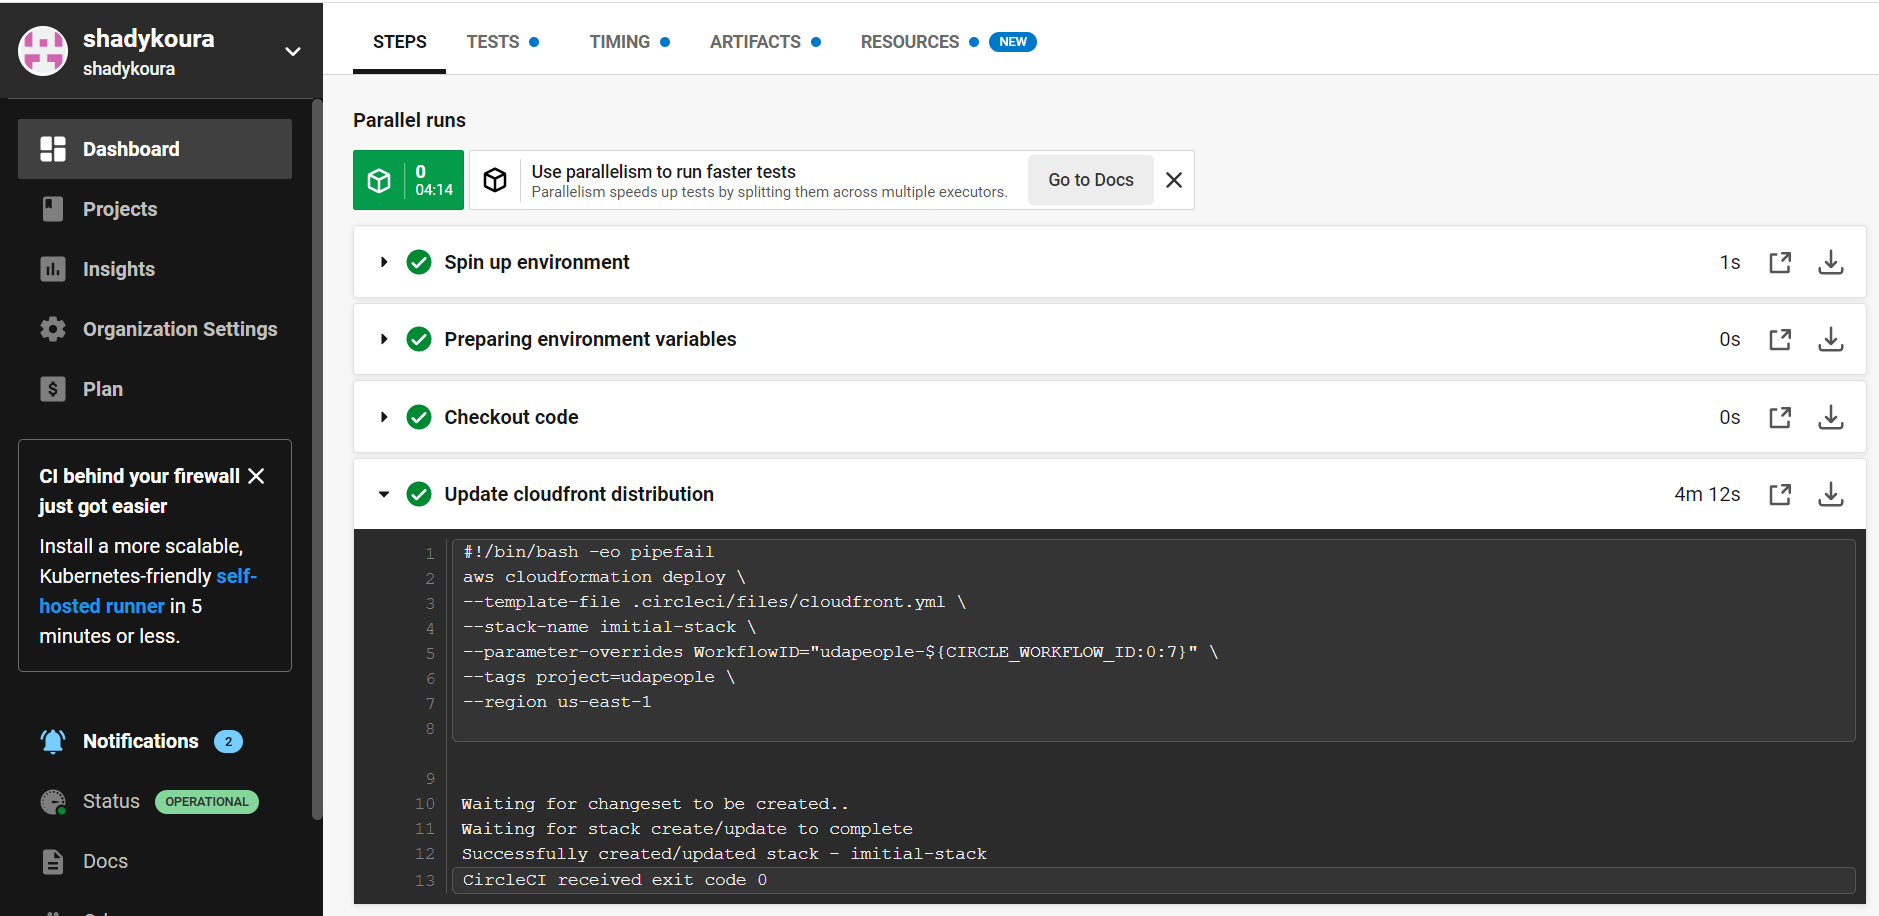 shadykoura
shadykoura
Dashboard
Projects
Insights
Organization Settings
Plan
CI behind your firewall
just got easier
Install a more scalable,
Kubernetes-friendly self-
hosted runner in 5
minutes or less.
Notifications 2
Status OPERATIONAL
Docs
STEPS TESTS TIMING ARTIFACTS RESOURCES NEW
Parallel runs
0
04:14
Use parallelism to run faster tests
Parallelism speeds up tests by splitting them across multiple executors.
Go to Docs
Spin up environment 1s
Preparing environment variables 0s
Checkout code 0s
Update cloudfront distribution 4m 12s
1 #!/bin/bash -eo pipefail
2 aws cloudformation deploy \
3 --template-file .circleci/files/cloudfront.yml \
4 --stack-name imitial-stack \
5 --parameter-overrides WorkflowID="udapeople-${CIRCLE_WORKFLOW_ID:0:7}" \
6 --tags project=udapeople \
7 --region us-east-1
8
9
10 Waiting for changeset to be created..
11 Waiting for stack create/update to complete
12 Successfully created/updated stack - imitial-stack
13 CircleCI received exit code 0